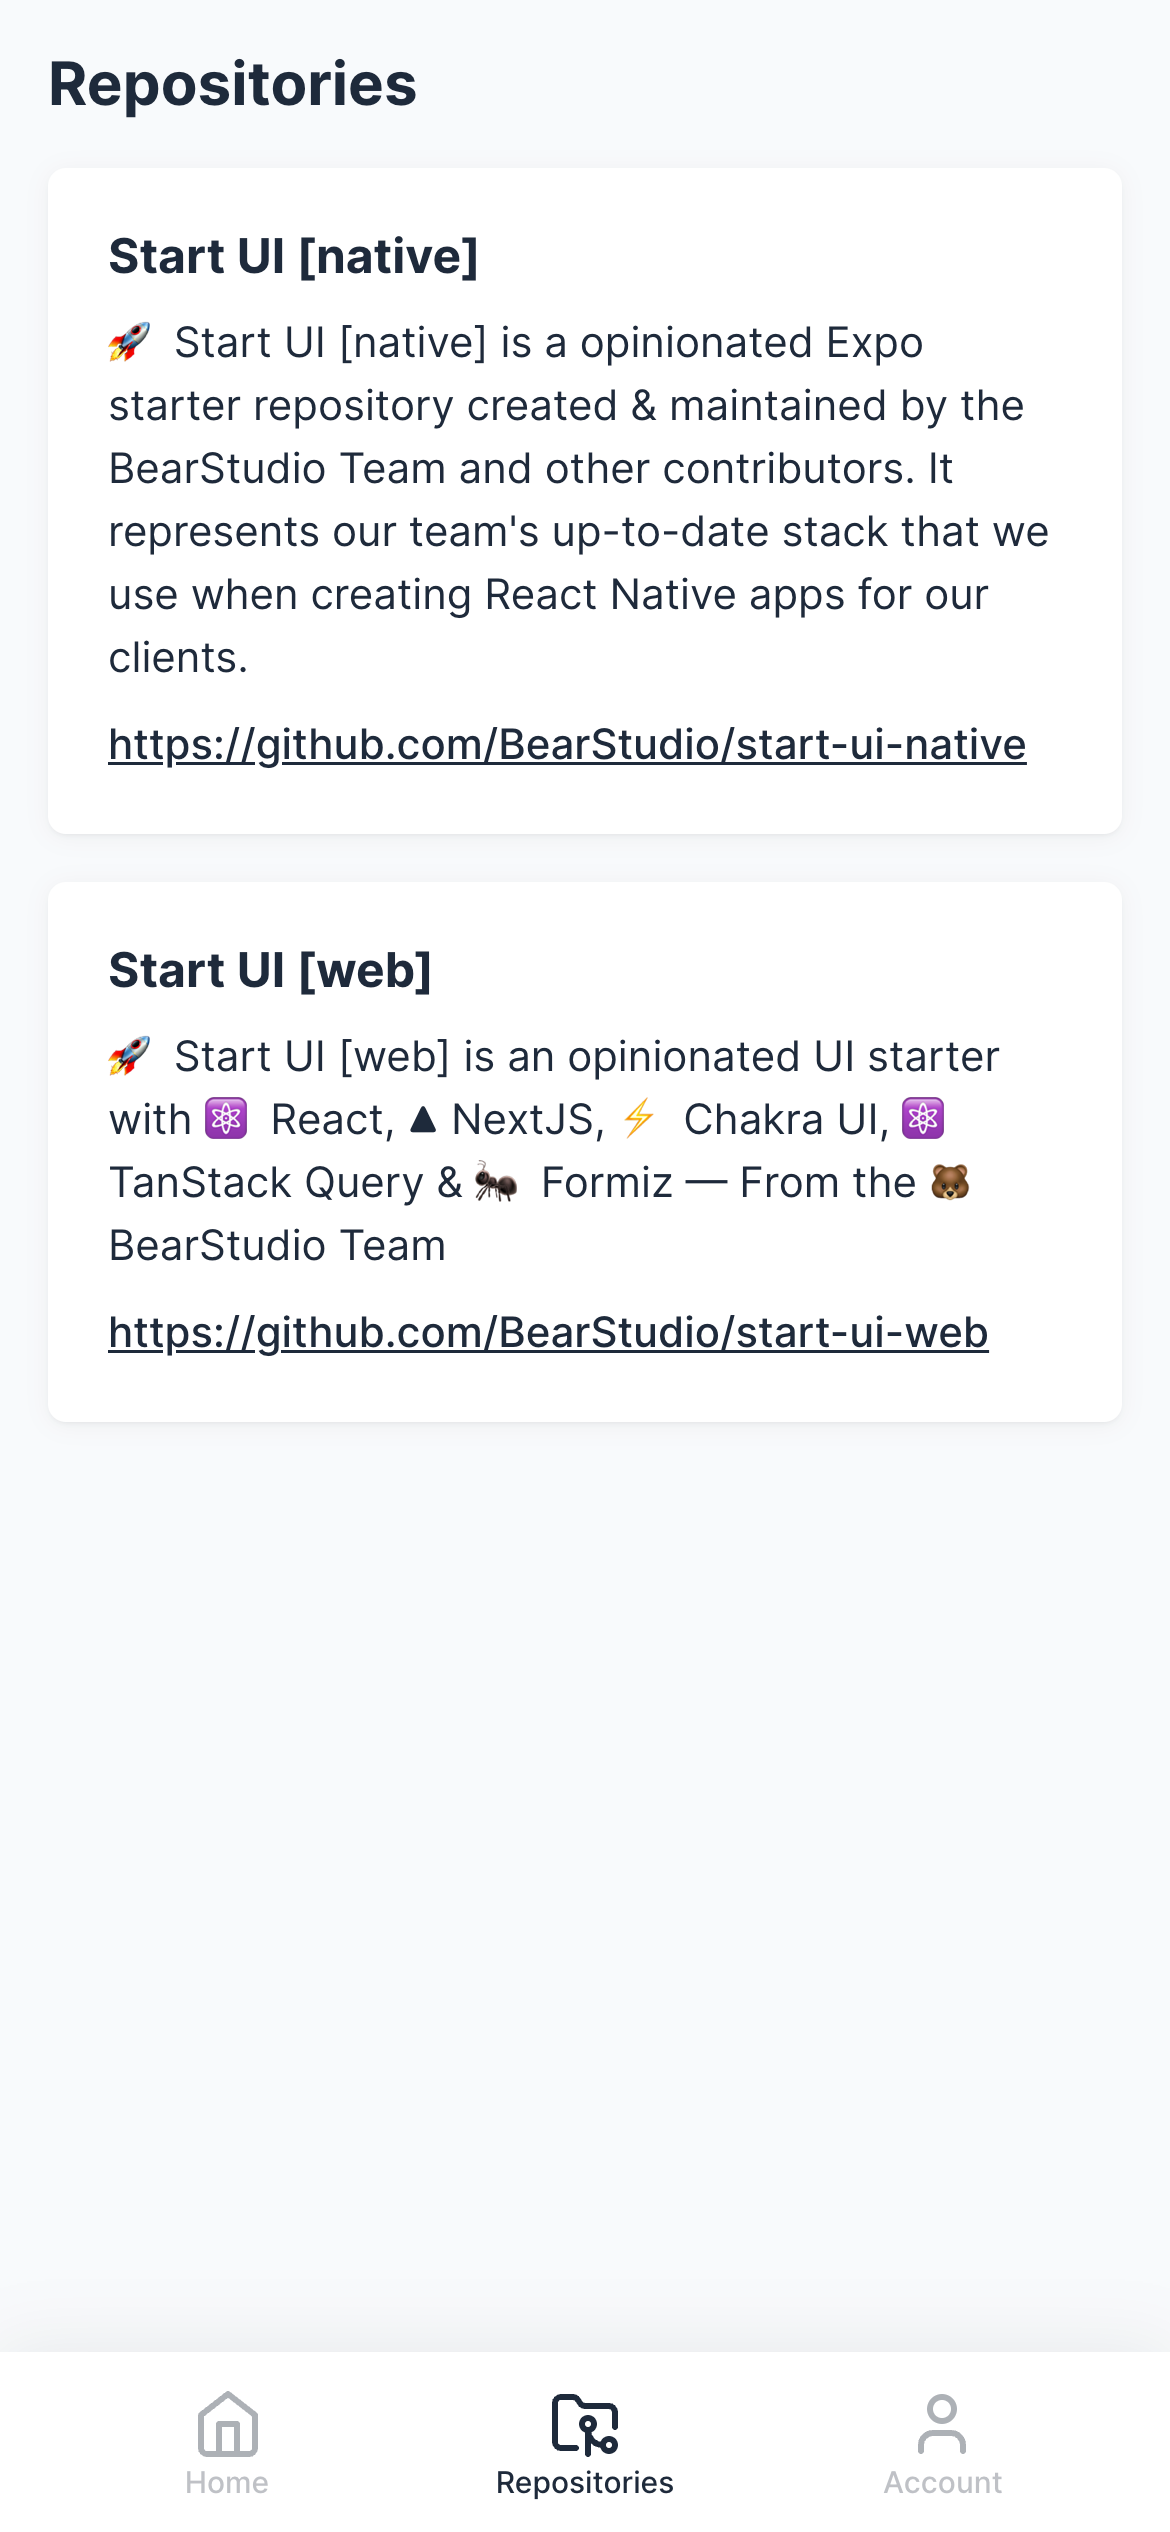 Repositories
Start UI [native]
🚀 Start UI [native] is a opinionated Expo
starter repository created & maintained by the
BearStudio Team and other contributors. It
represents our team's up-to-date stack that we
use when creating React Native apps for our
clients.
https://github.com/BearStudio/start-ui-native
Start UI [web]
🚀 Start UI [web] is an opinionated UI starter
with ⚛️ React, ▲ NextJS, ⚡️ Chakra UI, ⚛️
TanStack Query & 🐜 Formiz — From the 🐻
BearStudio Team
https://github.com/BearStudio/start-ui-web
Home
Repositories
Account